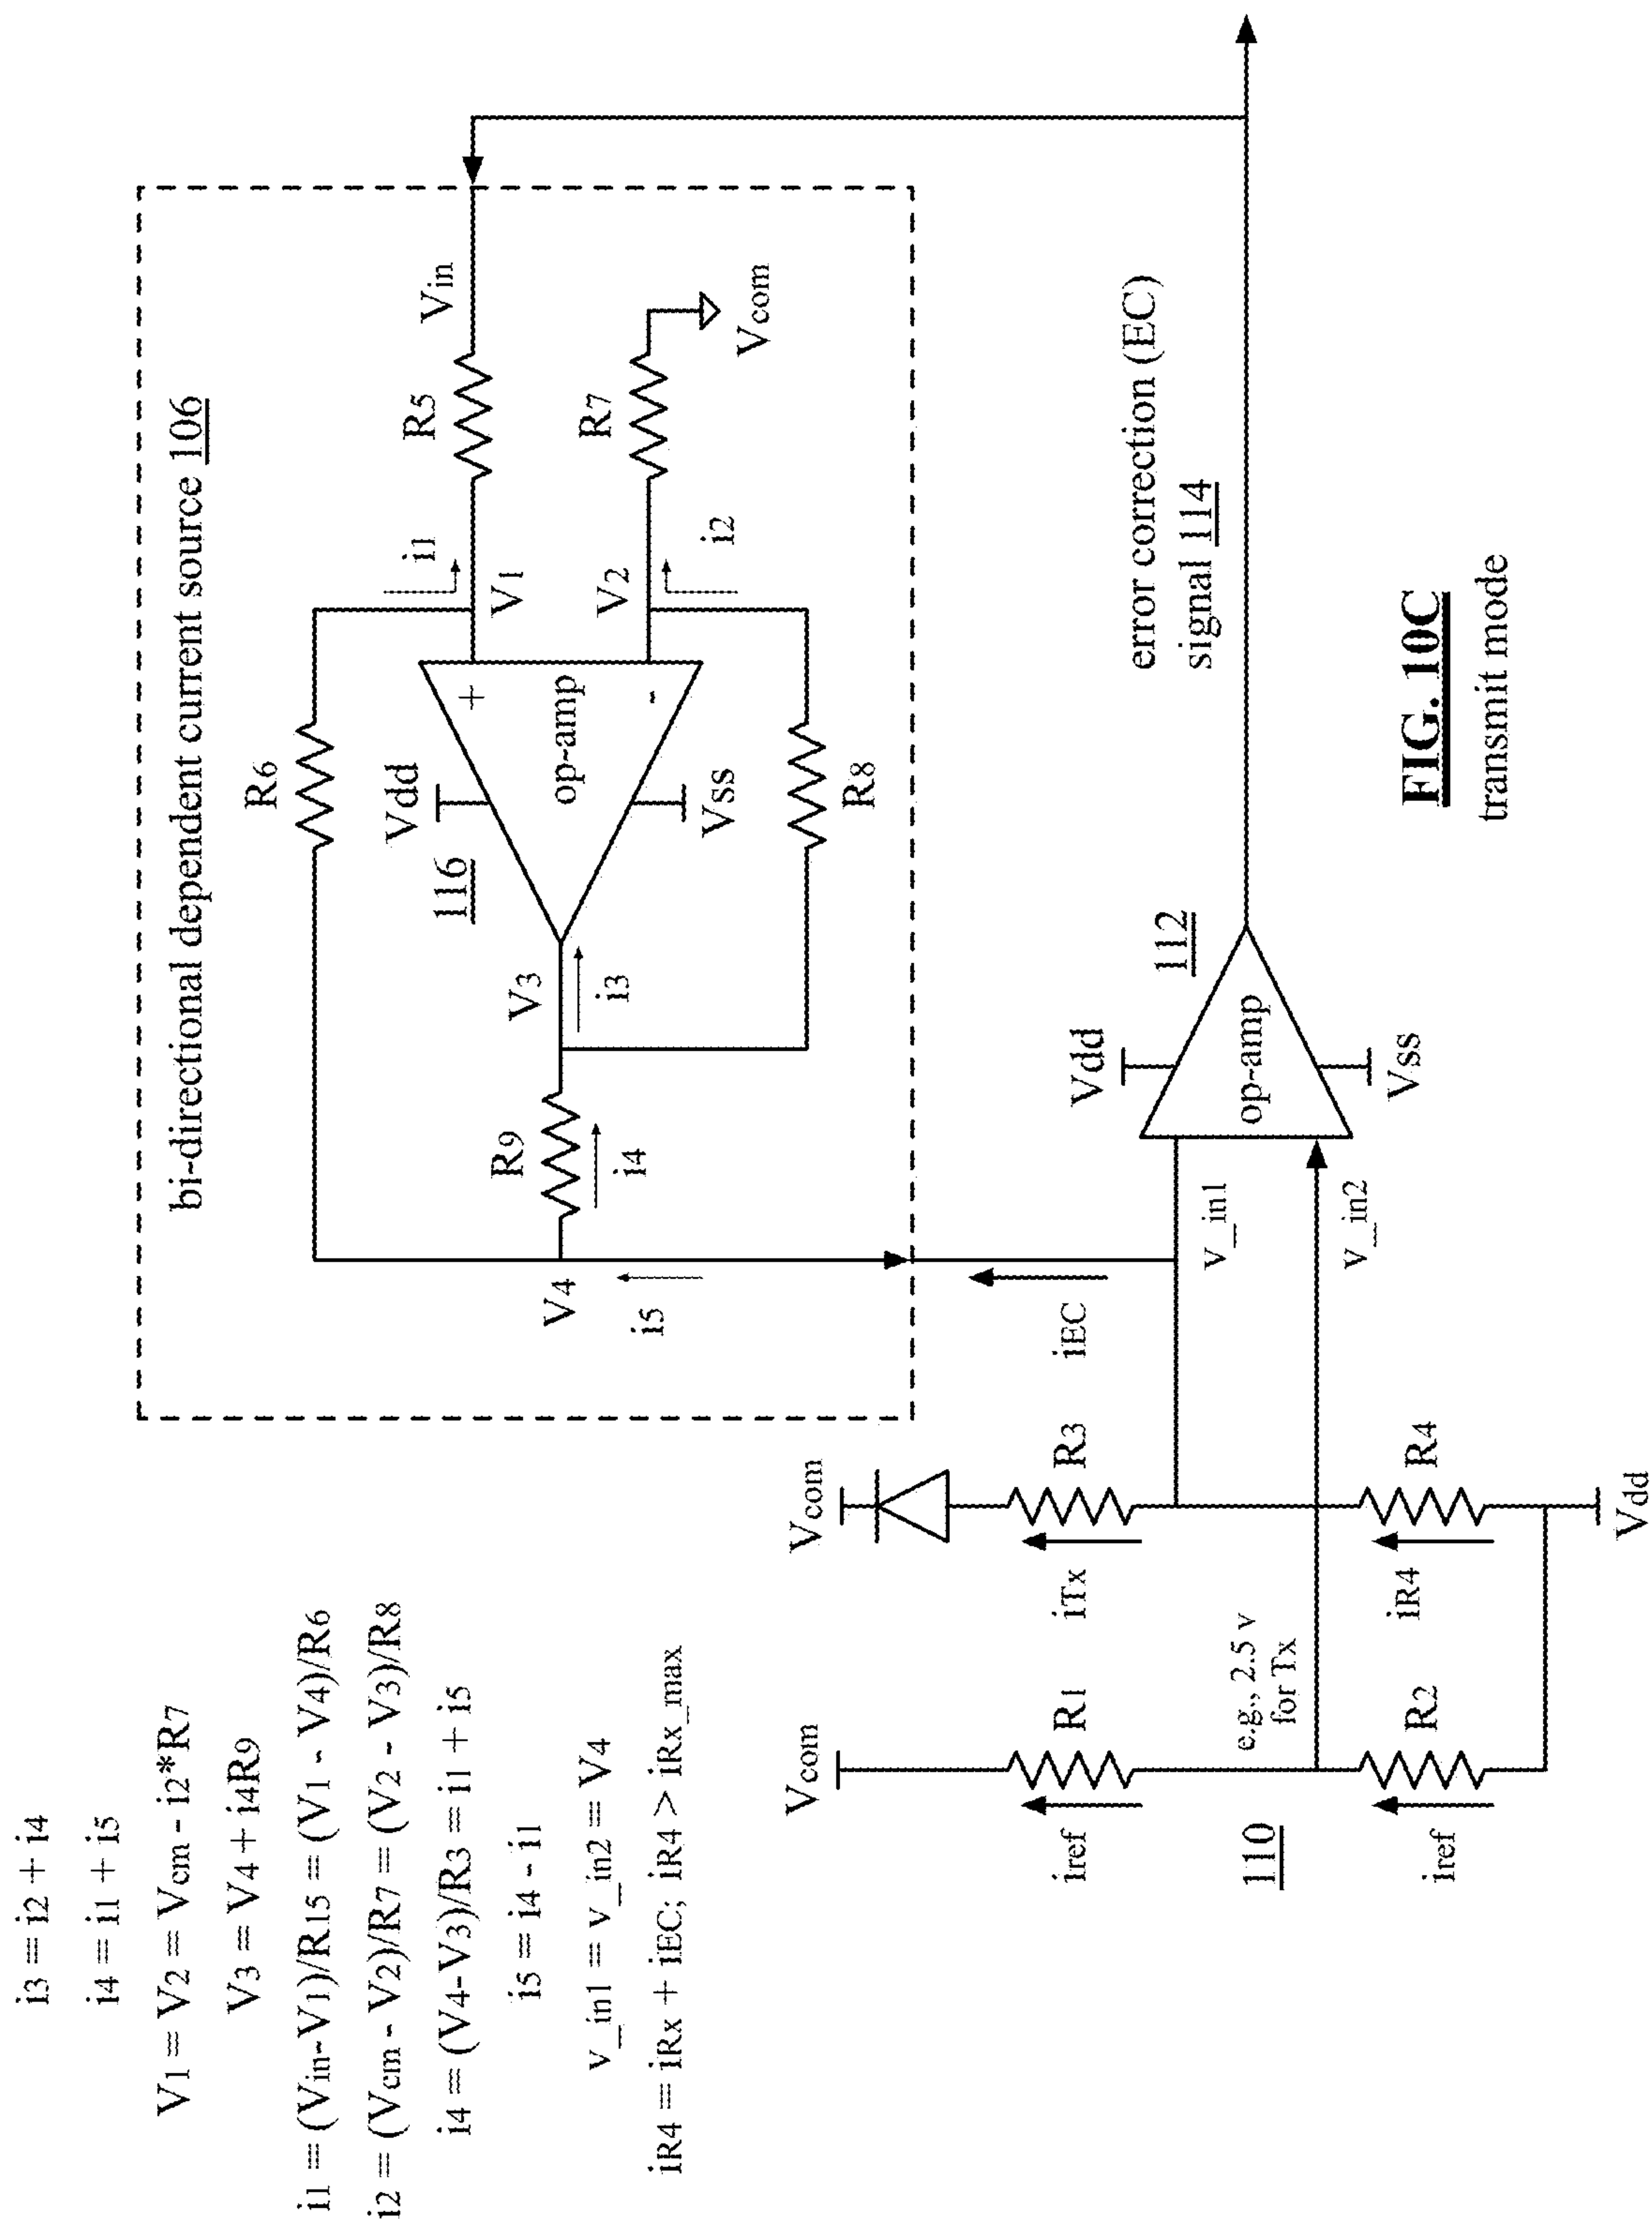 i3 = i2 + i4
i4 = i1 + i5
V1 = V2 = Vcm - i2*R7
V3 = V4 + i4R9
i1 = (Vin-V1)/R15 = (V1 - V4)/R6
i2 = (Vcm - V2)/R7 = (V2 - V3)/R8
i4 = (V4-V3)/R3 = i1 + i5
i5 = i4 - i1
v_in1 = v_in2 = V4
iR4 = iRx + iEC; iR4 > iRx_max
bi-directional dependent current source 106
R6
R5
Vin
i1
V1
Vdd
116
+
op-amp
-
V2
R7
Vcom
i2
V3
i3
Vss
R8
R9
i4
V4
i5
iEC
Vcom
Vcom
R1
R3
iref
iTx
e.g., 2.5 v
for Tx
110
R2
R4
iref
iR4
Vdd
v_in1
v_in2
Vdd
112
op-amp
Vss
error correction (EC)
signal 114
FIG. 10C
transmit mode